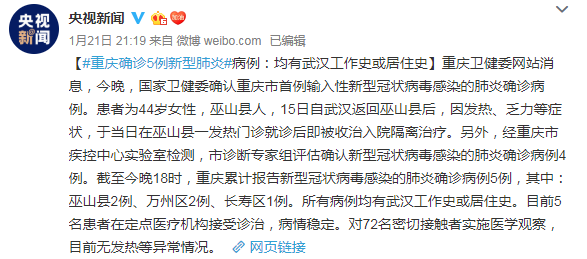 央视新闻
央视新闻
1月21日 21:19 来自 微博 weibo.com 已编辑
【#重庆确诊5例新型肺炎#病例：均有武汉工作史或居住史】重庆卫健委网站消
息，今晚，国家卫健委确认重庆市首例输入性新型冠状病毒感染的肺炎确诊病
例。患者为44岁女性，巫山县人，15日自武汉返回巫山县后，因发热、乏力等症
状，于当日在巫山县一发热门诊就诊后即被收治入院隔离治疗。另外，经重庆市
疾控中心实验室检测，市诊断专家组评估确认新型冠状病毒感染的肺炎确诊病例4
例。截至今晚18时，重庆累计报告新型冠状病毒感染的肺炎确诊病例5例，其中：
巫山县2例、万州区2例、长寿区1例。所有病例均有武汉工作史或居住史。目前5
名患者在定点医疗机构接受诊治，病情稳定。对72名密切接触者实施医学观察，
目前无发热等异常情况。 网页链接